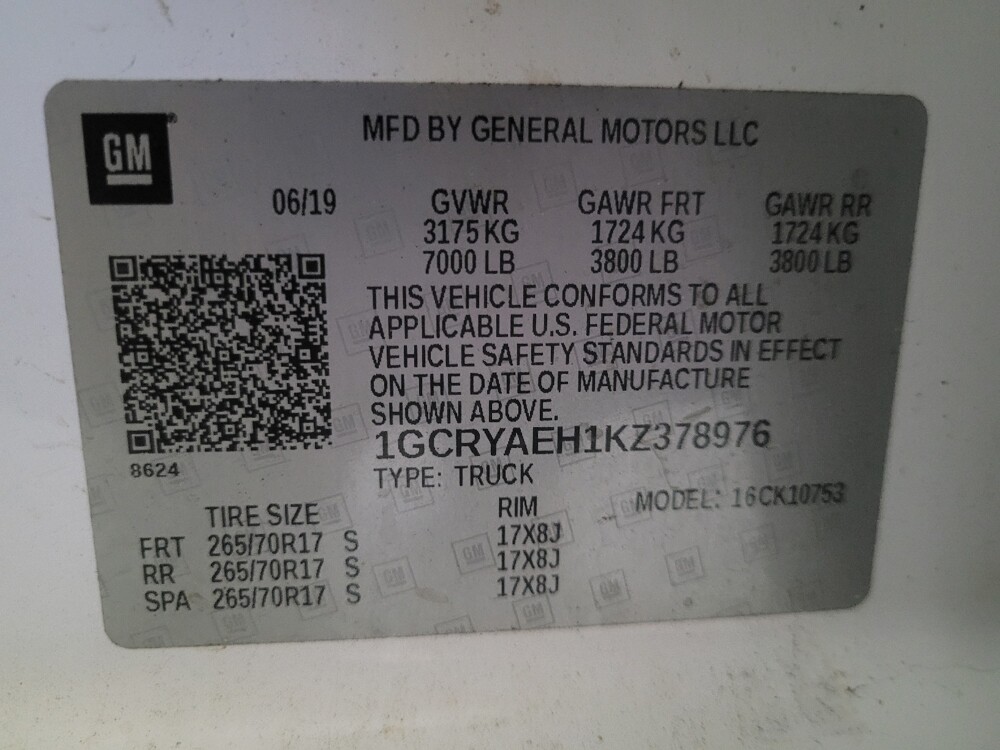 GM
MFD BY GENERAL MOTORS LLC
06/19 GVWR GAWR FRT GAWR RR
3175 KG 1724 KG 1724 KG
7000 LB 3800 LB 3800 LB
THIS VEHICLE CONFORMS TO ALL
APPLICABLE U.S. FEDERAL MOTOR
VEHICLE SAFETY STANDARDS IN EFFECT
ON THE DATE OF MANUFACTURE
SHOWN ABOVE.
1GCRYAEH1KZ378976
8624
TYPE: TRUCK
MODEL: 16CK10753
TIRE SIZE RIM
FRT 265/70R17 S 17X8J
RR 265/70R17 S 17X8J
SPA 265/70R17 S 17X8J